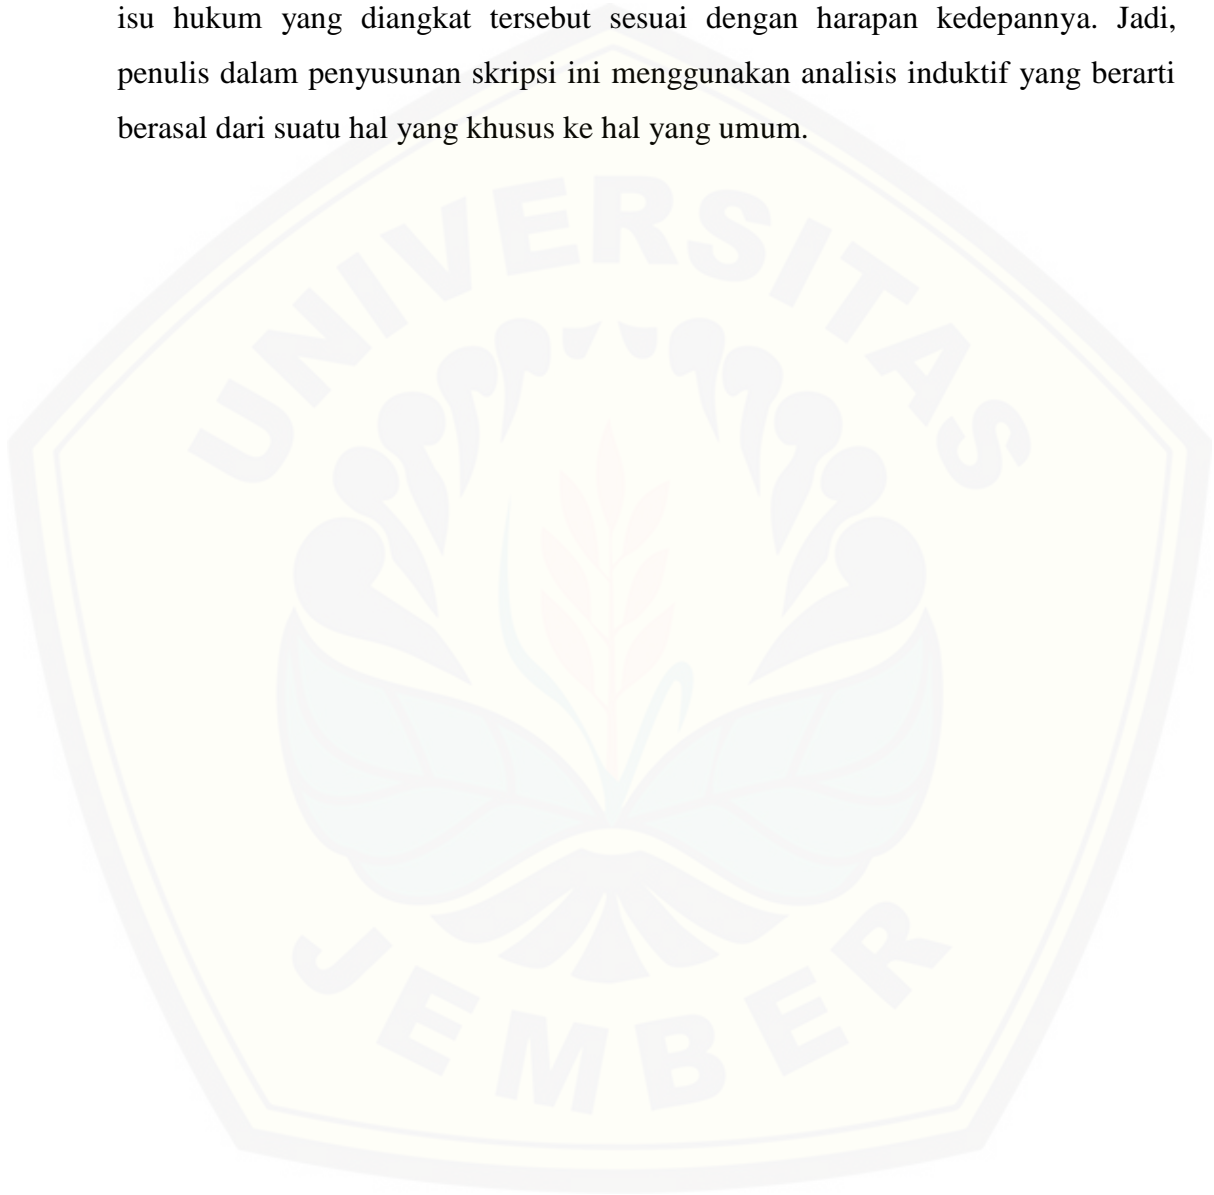 isu hukum yang diangkat tersebut sesuai dengan harapan kedepannya. Jadi,
penulis dalam penyusunan skripsi ini menggunakan analisis induktif yang berarti
berasal dari suatu hal yang khusus ke hal yang umum.
UNIVERSITAS
JEMBER